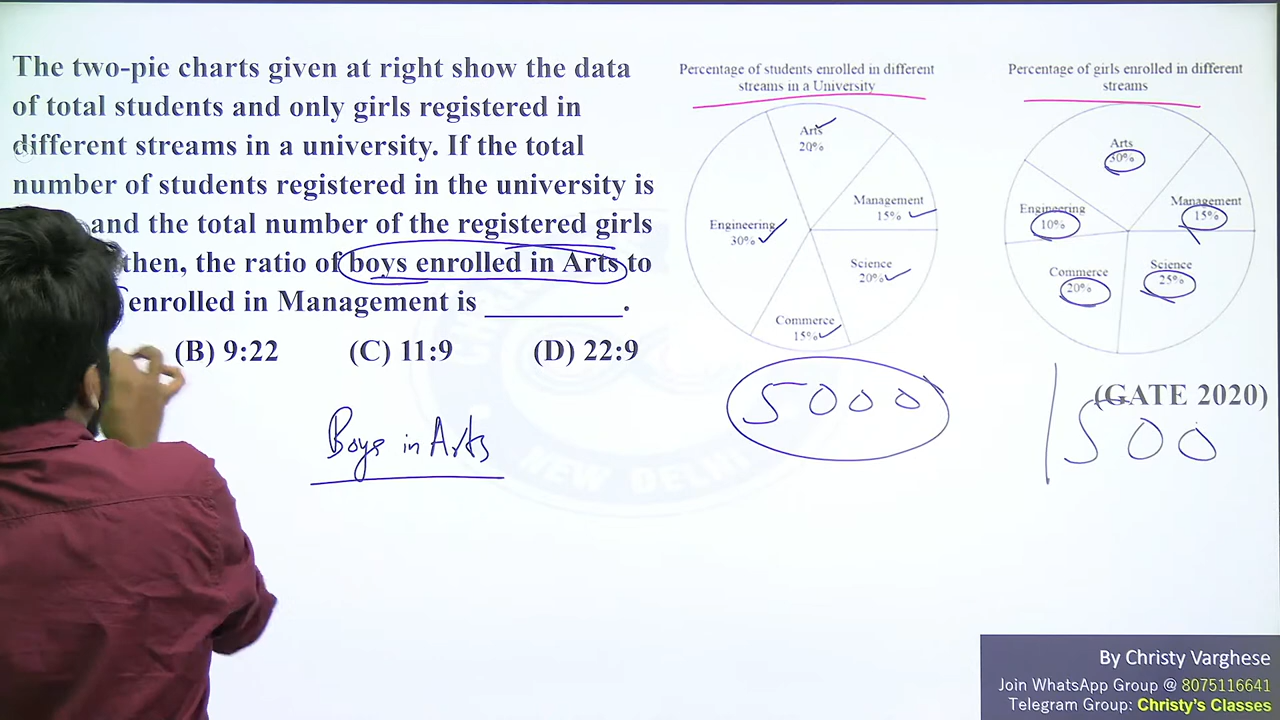 The two-pie charts given at right show the data
of total students and only girls registered in
different streams in a university. If the total
number of students registered in the university is
and the total number of the registered girls
then, the ratio of boys enrolled in Arts to
enrolled in Management is ________.
(B) 9:22 (C) 11:9 (D) 22:9
Percentage of students enrolled in different
streams in a University
Arts
20%
Management
15%
Engineering
30%
Science
20%
Commerce
15%
Percentage of girls enrolled in different
streams
Arts
30%
Engineering
10%
Management
15%
Commerce
20%
Science
25%
(GATE 2020)
5000
1500
Boys in Arts
NEW DELHI
By Christy Varghese
Join WhatsApp Group @ 8075116641
Telegram Group: Christy's Classes